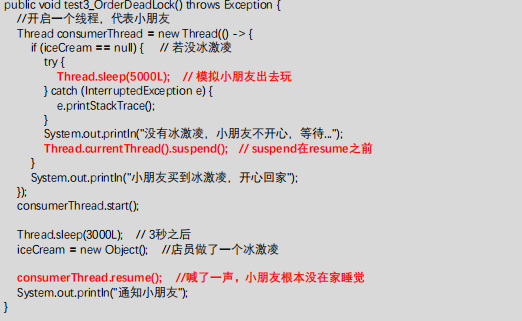 public void test3_OrderDeadLock() throws Exception {
//开启一个线程，代表小朋友
Thread consumerThread = new Thread(() -> {
if (iceCream == null) {    // 若没冰激凌
try {
Thread.sleep(5000L);   // 模拟小朋友出去玩
} catch (InterruptedException e) {
e.printStackTrace();
}
System.out.println("没有冰激凌，小朋友不开心，等待...");
Thread.currentThread().suspend();   // suspend在resume之前
}
System.out.println("小朋友买到冰激凌，开心回家");
});
consumerThread.start();
Thread.sleep(3000L);   // 3秒之后
iceCream = new Object();   //店员做了一个冰激凌
consumerThread.resume();   //喊了一声，小朋友根本没在家睡觉
System.out.println("通知小朋友");
}